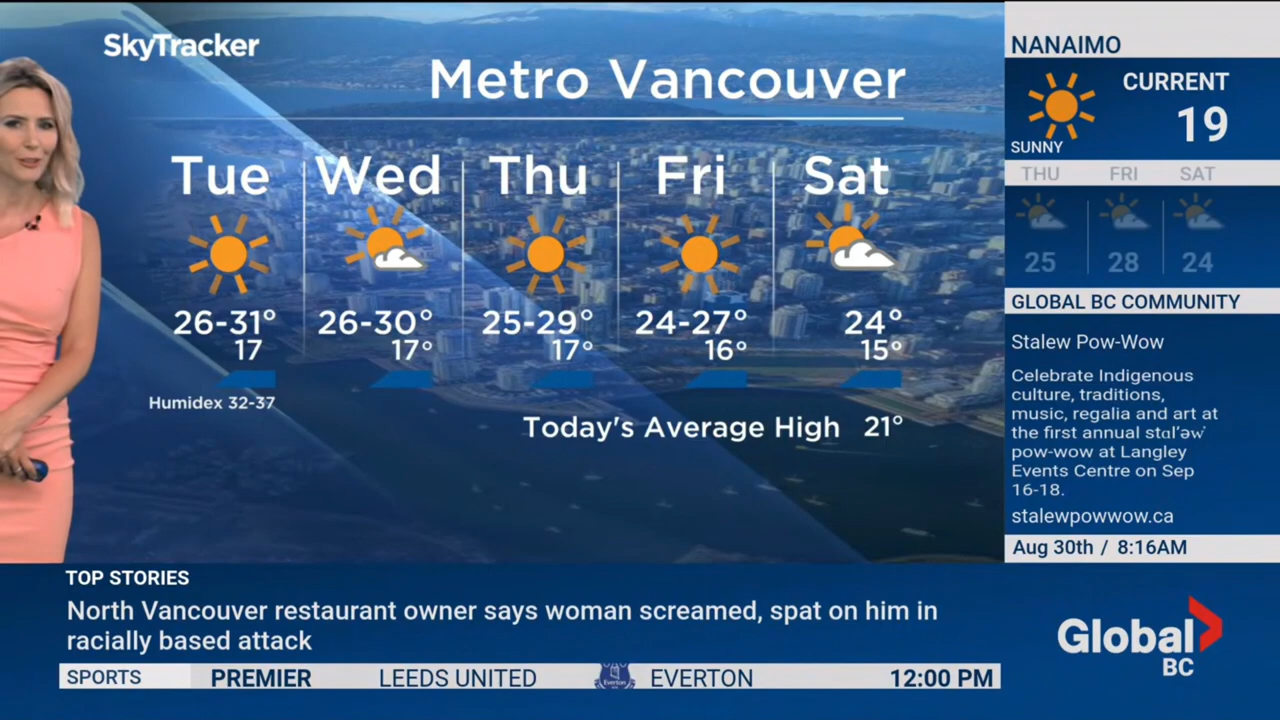 SkyTracker
Metro Vancouver
Tue Wed Thu Fri Sat
26-31° 26-30° 25-29° 24-27° 24°
17 17° 17° 16° 15°
Humidex 32-37
Today's Average High 21°
NANAIMO
CURRENT
19
SUNNY
THU FRI SAT
25 28 24
GLOBAL BC COMMUNITY
Stalew Pow-Wow
Celebrate Indigenous
culture, traditions,
music, regalia and art at
the first annual stɑl̓əw̓
pow-wow at Langley
Events Centre on Sep
16-18.
stalewpowwow.ca
Aug 30th / 8:16AM
TOP STORIES
North Vancouver restaurant owner says woman screamed, spat on him in
racially based attack
SPORTS PREMIER LEEDS UNITED Everton EVERTON 12:00 PM
Global
BC